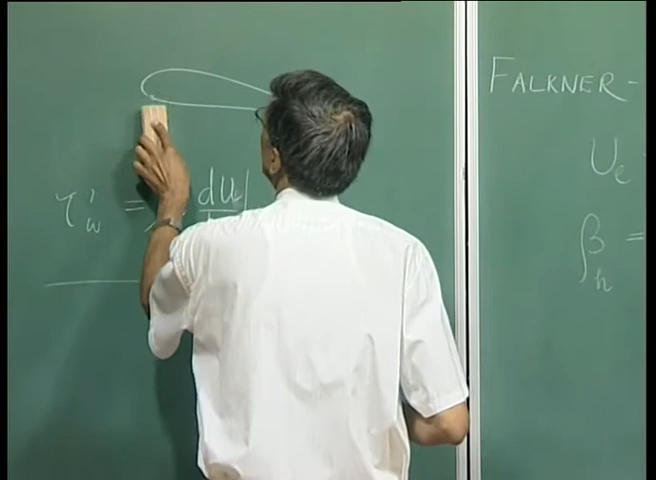 τ'w = dU
FALKNER-
Ue
βh =